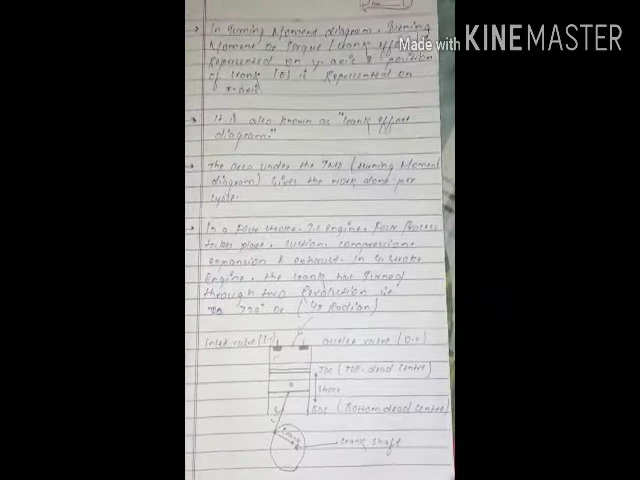 → In Turning Moment diagram, Turning
Moment or Torque (crank effort) is
Represented on y-axis & position
of crank (θ) is Represented on
x-axis.
→ It is also known as "crank effort
diagram."
→ The area under the TMD (Turning Moment
diagram) Gives the work done per
cycle.
→ In a four stroke I.C engine, four process
takes place, suction, compression,
expansion & exhaust. In 4 stroke
Engine, the crank has Turned
through two Revolution i.e
720° or (4π Radian)
Inlet valve (I.V)
outlet valve (O.V)
TDC (TOP-dead centre)
stroke
BDC (Bottom dead centre)
crank
crank shaft
Made with KINEMASTER